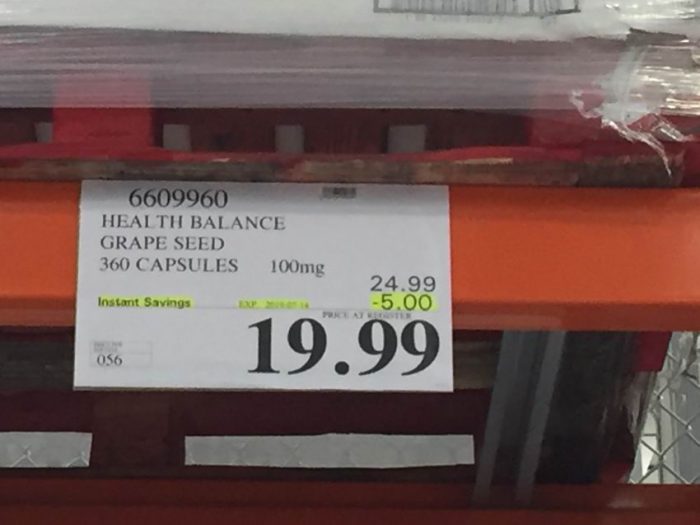 6609960
HEALTH BALANCE
GRAPE SEED
360 CAPSULES 100mg
24.99
Instant Savings EXP. -5.00
PRICE AT REGISTER
19.99
056